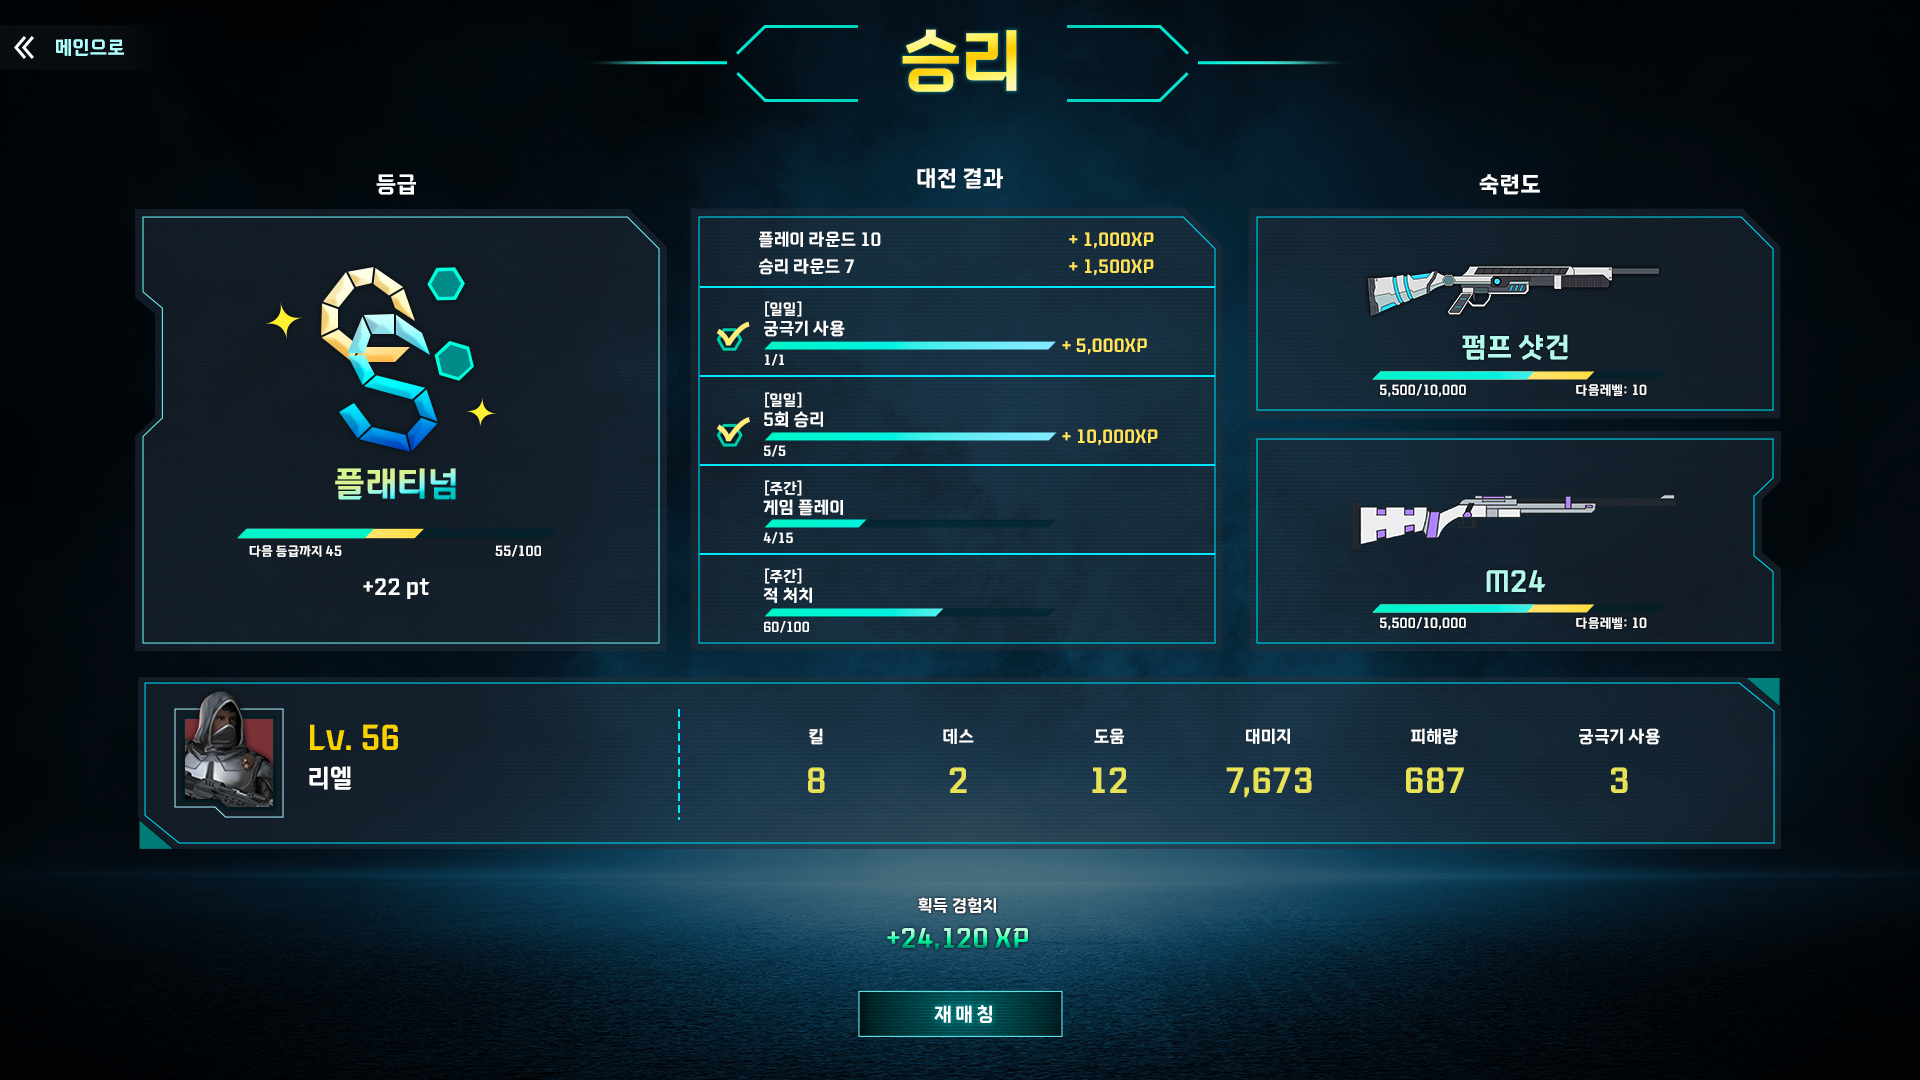 메인으로
승리
등급
플래티넘
다음 등급까지 45
55/100
+22 pt
대전 결과
플레이 라운드 10
+ 1,000XP
승리 라운드 7
+ 1,500XP
[일일]
궁극기 사용
+ 5,000XP
1/1
[일일]
5회 승리
+ 10,000XP
5/5
[주간]
게임 플레이
4/15
[주간]
적 처치
60/100
숙련도
펌프 샷건
5,500/10,000
다음레벨: 10
M24
5,500/10,000
다음레벨: 10
Lv. 56
리엘
킬
데스
도움
대미지
피해량
궁극기 사용
8
2
12
7,673
687
3
획득 경험치
+24,120 XP
재매칭